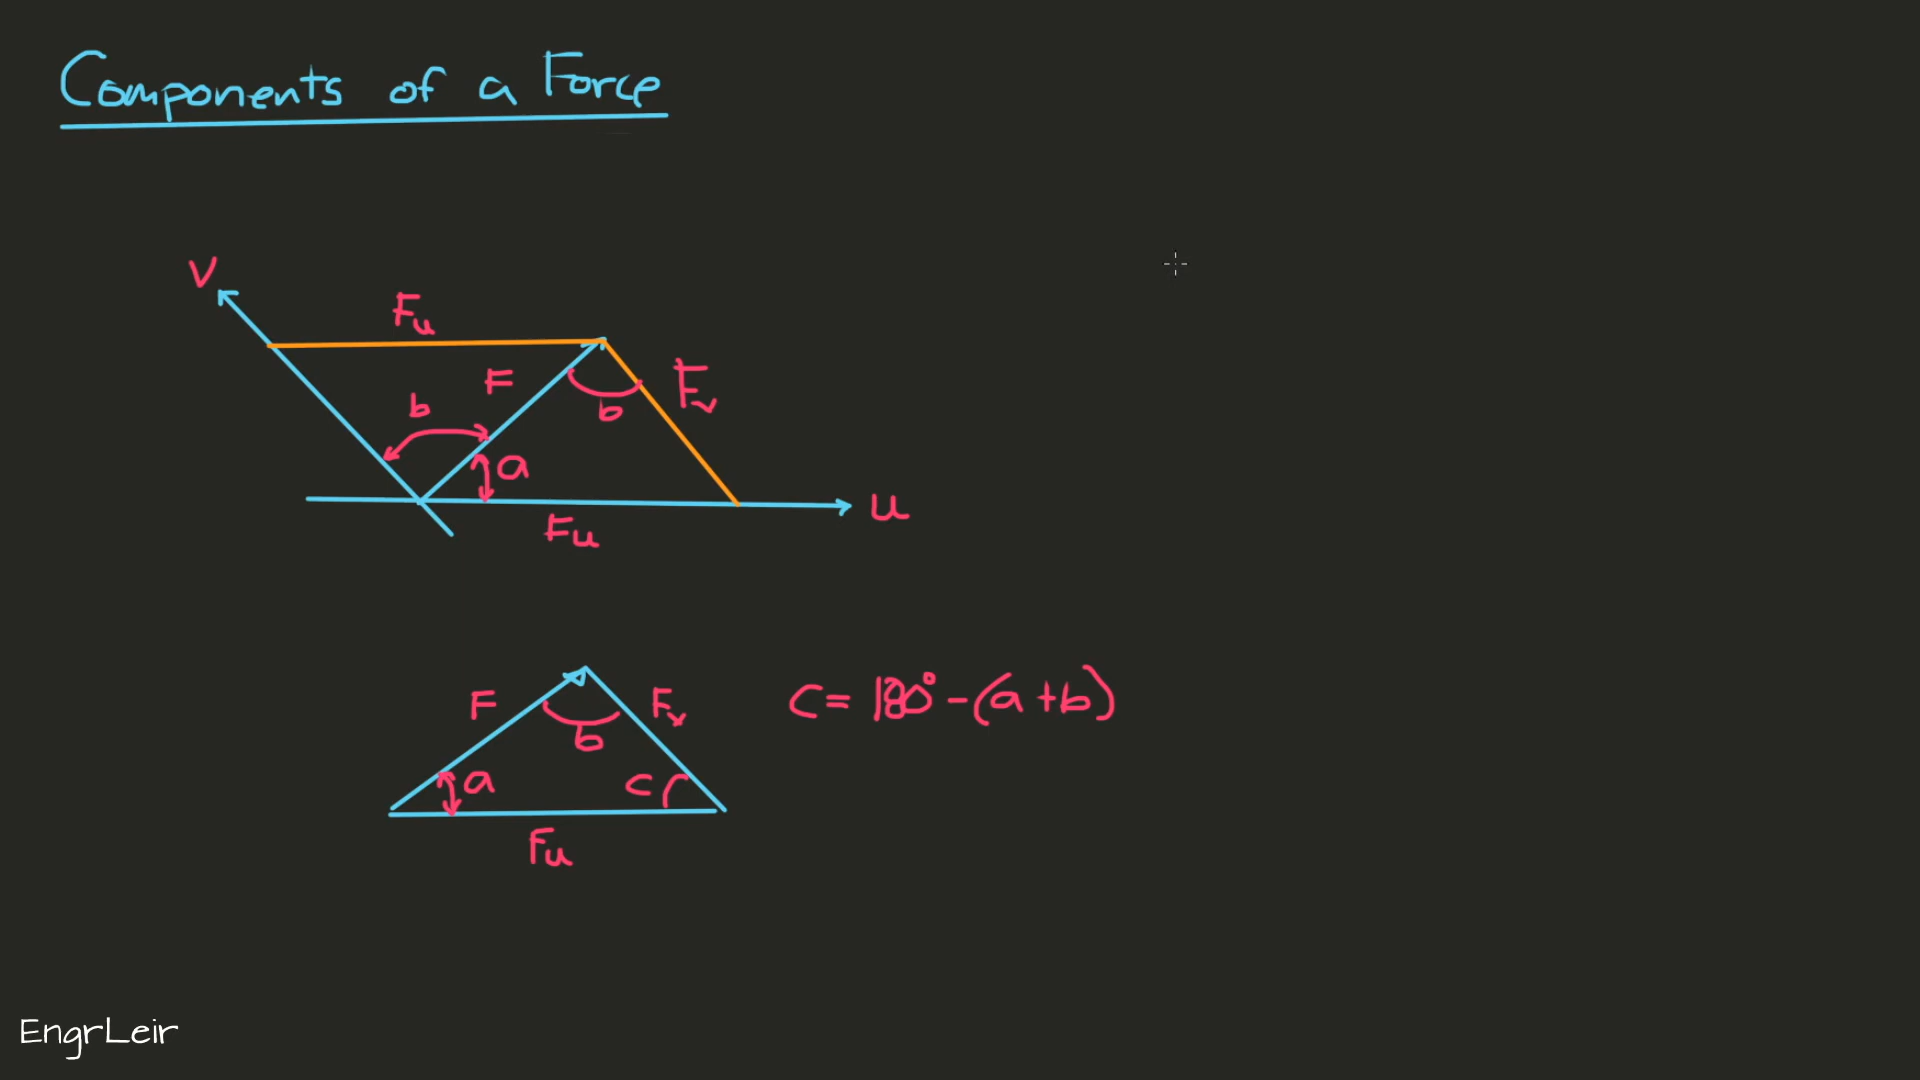 Components of a Force
V
Fu
F
Fv
b
b
a
u
Fu
F
Fv
b
C = 180° - (a + b)
a
C
Fu
EngrLeir